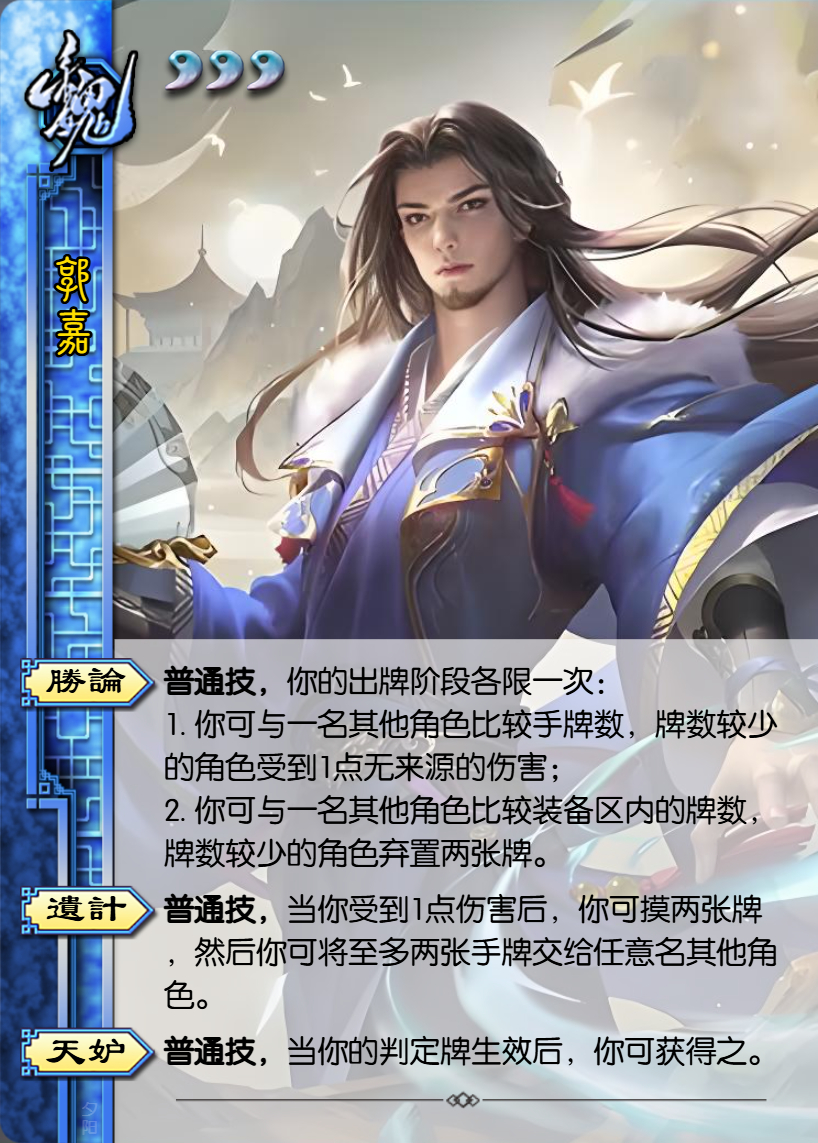 魏
郭嘉
勝論
普通技，你的出牌阶段各限一次：
1. 你可与一名其他角色比较手牌数，牌数较少
的角色受到1点无来源的伤害；
2. 你可与一名其他角色比较装备区内的牌数，
牌数较少的角色弃置两张牌。
遺計
普通技，当你受到1点伤害后，你可摸两张牌
，然后你可将至多两张手牌交给任意名其他角
色。
天妒
普通技，当你的判定牌生效后，你可获得之。
夕阳